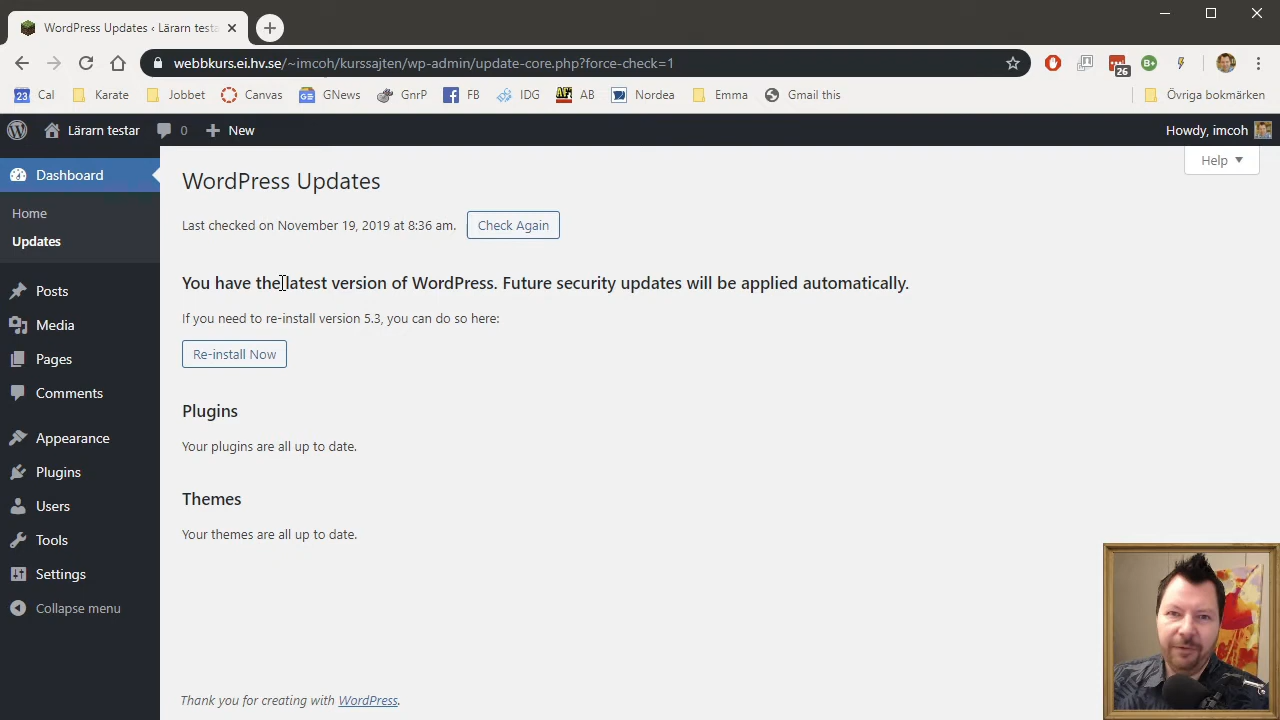 WordPress Updates ‹ Lärarn testa
webbkurs.ei.hv.se/~imcoh/kurssajten/wp-admin/update-core.php?force-check=1
26
23 Cal
Karate
Jobbet
Canvas
GNews
GnrP
FB
IDG
AB
Nordea
Emma
Gmail this
Övriga bokmärken
Lärarn testar
0
New
Howdy, imcoh
Help
Dashboard
Home
Updates
Posts
Media
Pages
Comments
Appearance
Plugins
Users
Tools
Settings
Collapse menu
WordPress Updates
Last checked on November 19, 2019 at 8:36 am. Check Again
You have the latest version of WordPress. Future security updates will be applied automatically.
If you need to re-install version 5.3, you can do so here:
Re-install Now
Plugins
Your plugins are all up to date.
Themes
Your themes are all up to date.
Thank you for creating with WordPress.